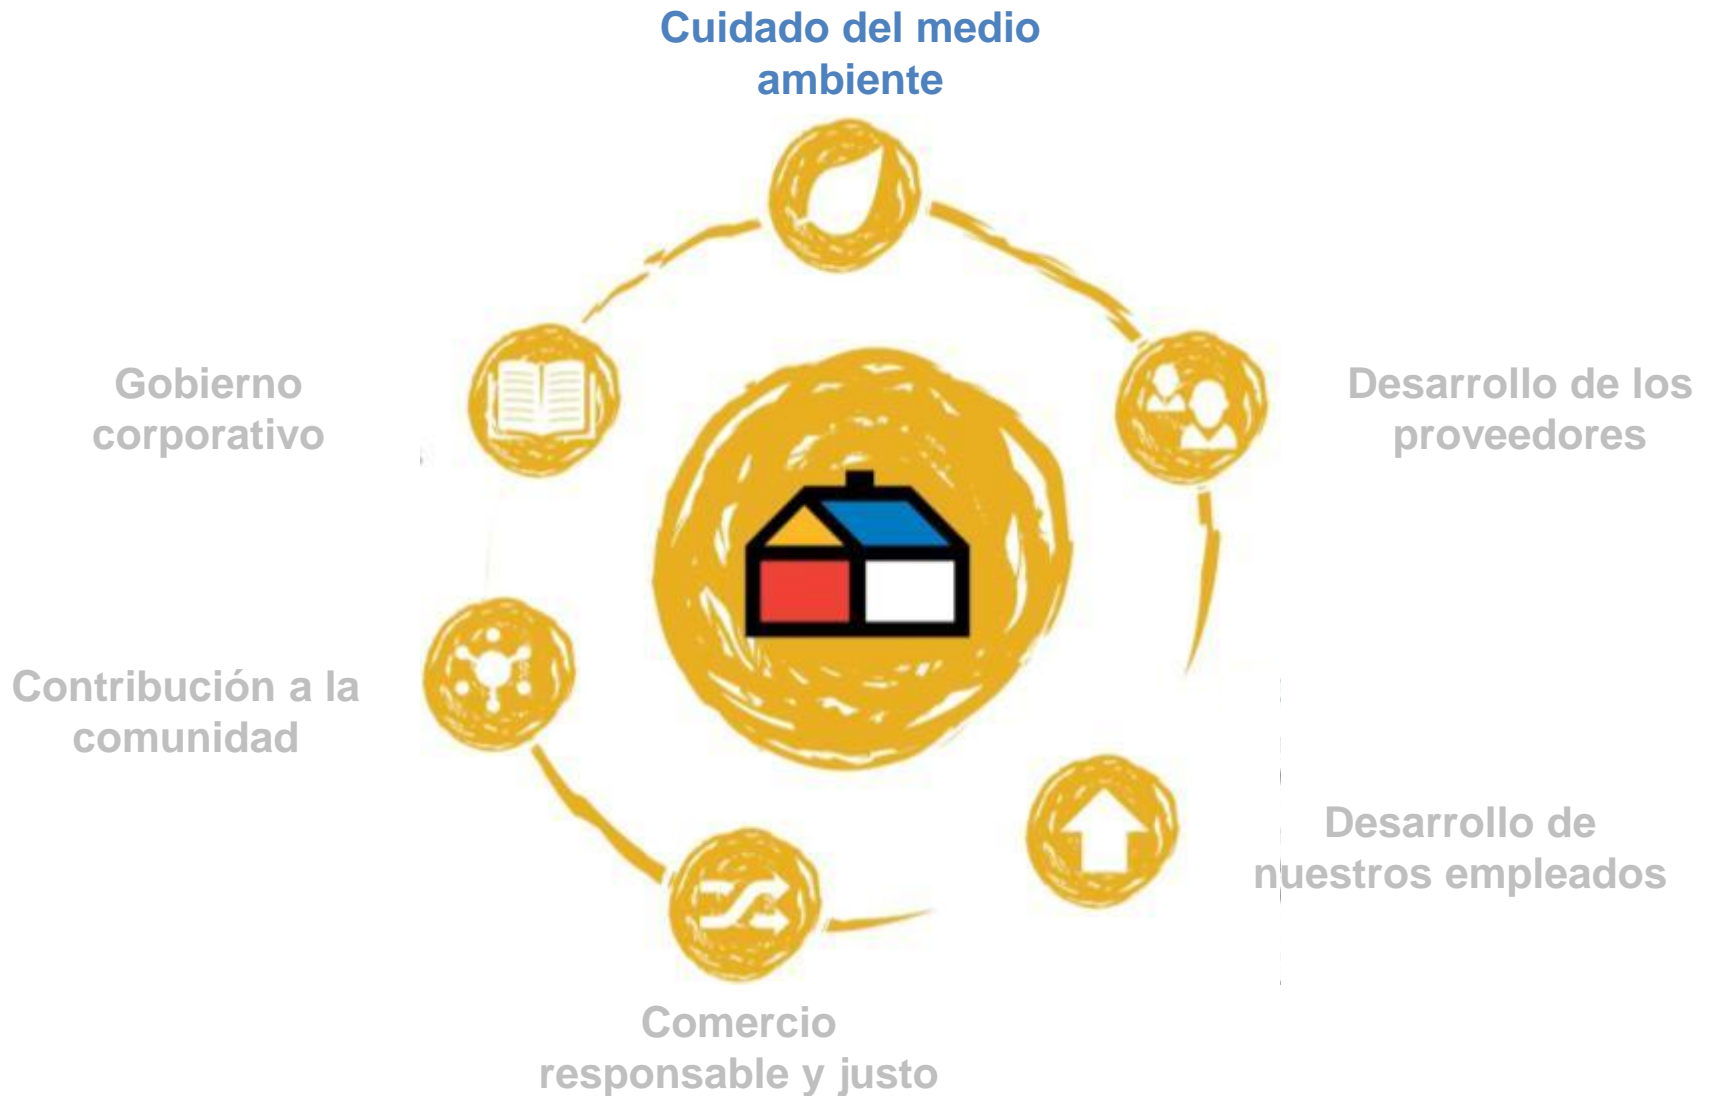 Cuidado del medio
ambiente
Gobierno
corporativo
Desarrollo de los
proveedores
Contribución a la
comunidad
Desarrollo de
nuestros empleados
Comercio
responsable y justo